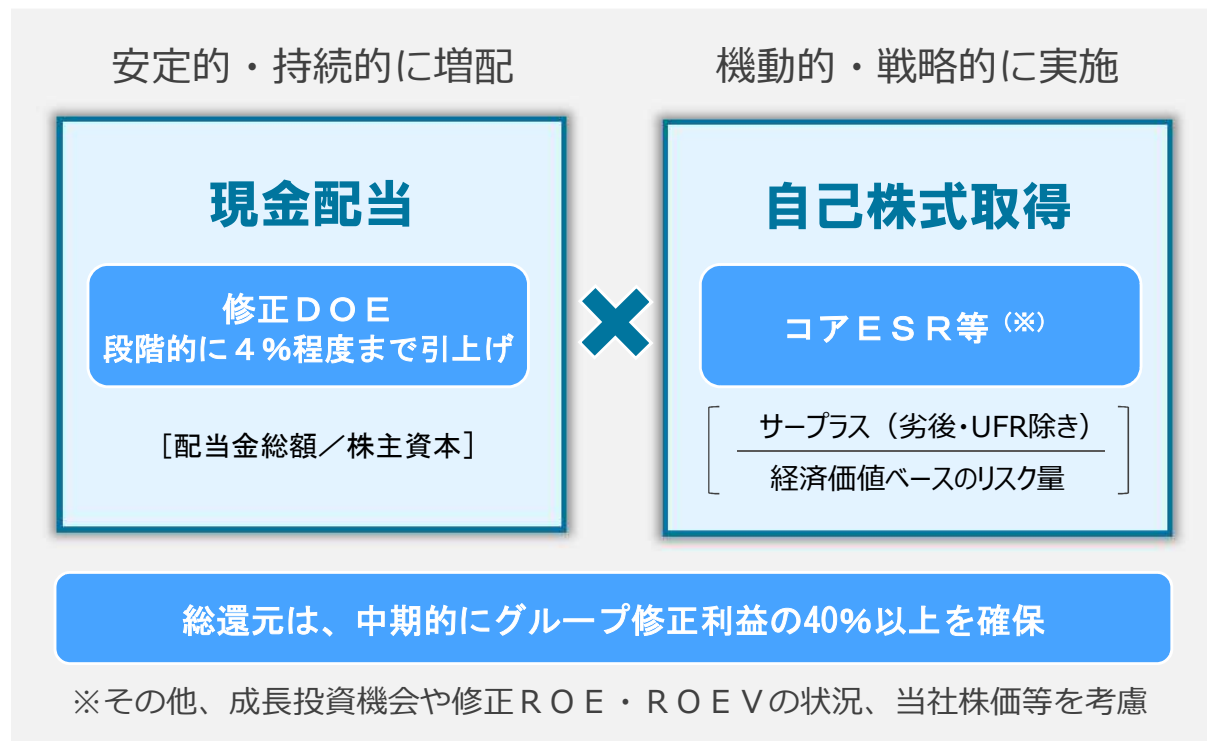 安定的・持続的に増配
機動的・戦略的に実施
現金配当
修正ＤＯＥ
段階的に４％程度まで引上げ
［配当金総額／株主資本］
自己株式取得
コアＥＳＲ等（※）
サープラス（劣後・UFR除き）
経済価値ベースのリスク量
総還元は、中期的にグループ修正利益の40％以上を確保
※その他、成長投資機会や修正ＲＯＥ・ＲＯＥＶの状況、当社株価等を考慮